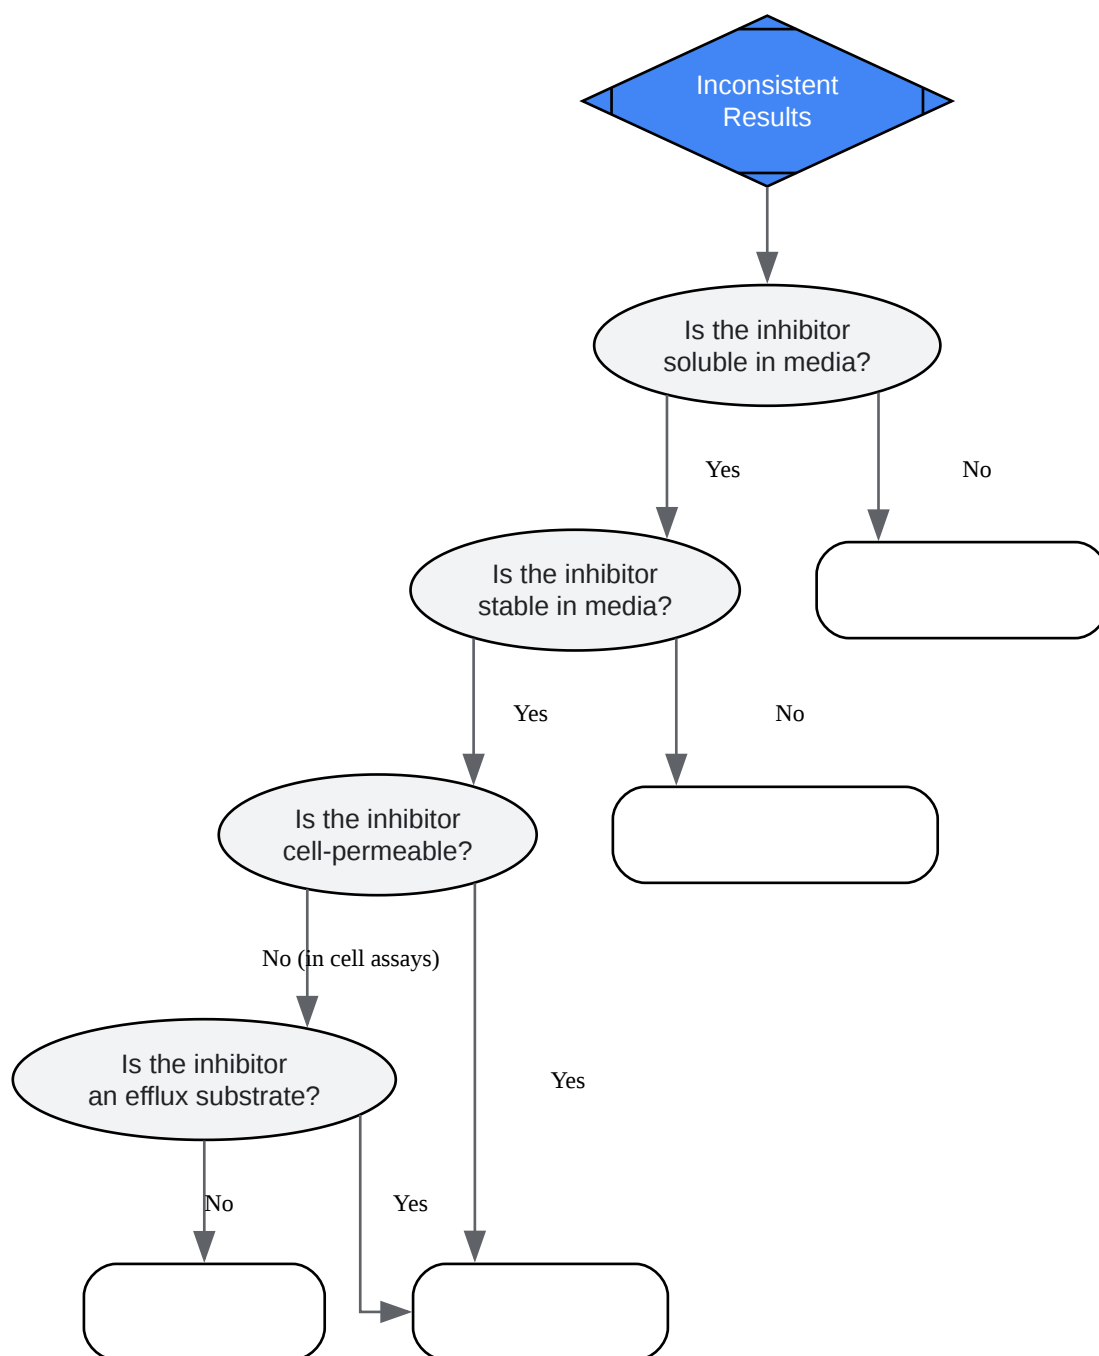 Inconsistent
Results
Is the inhibitor
soluble in media?
Yes
No
Is the inhibitor
stable in media?
Yes
No
Is the inhibitor
cell-permeable?
No (in cell assays)
Is the inhibitor
an efflux substrate?
Yes
No
Yes